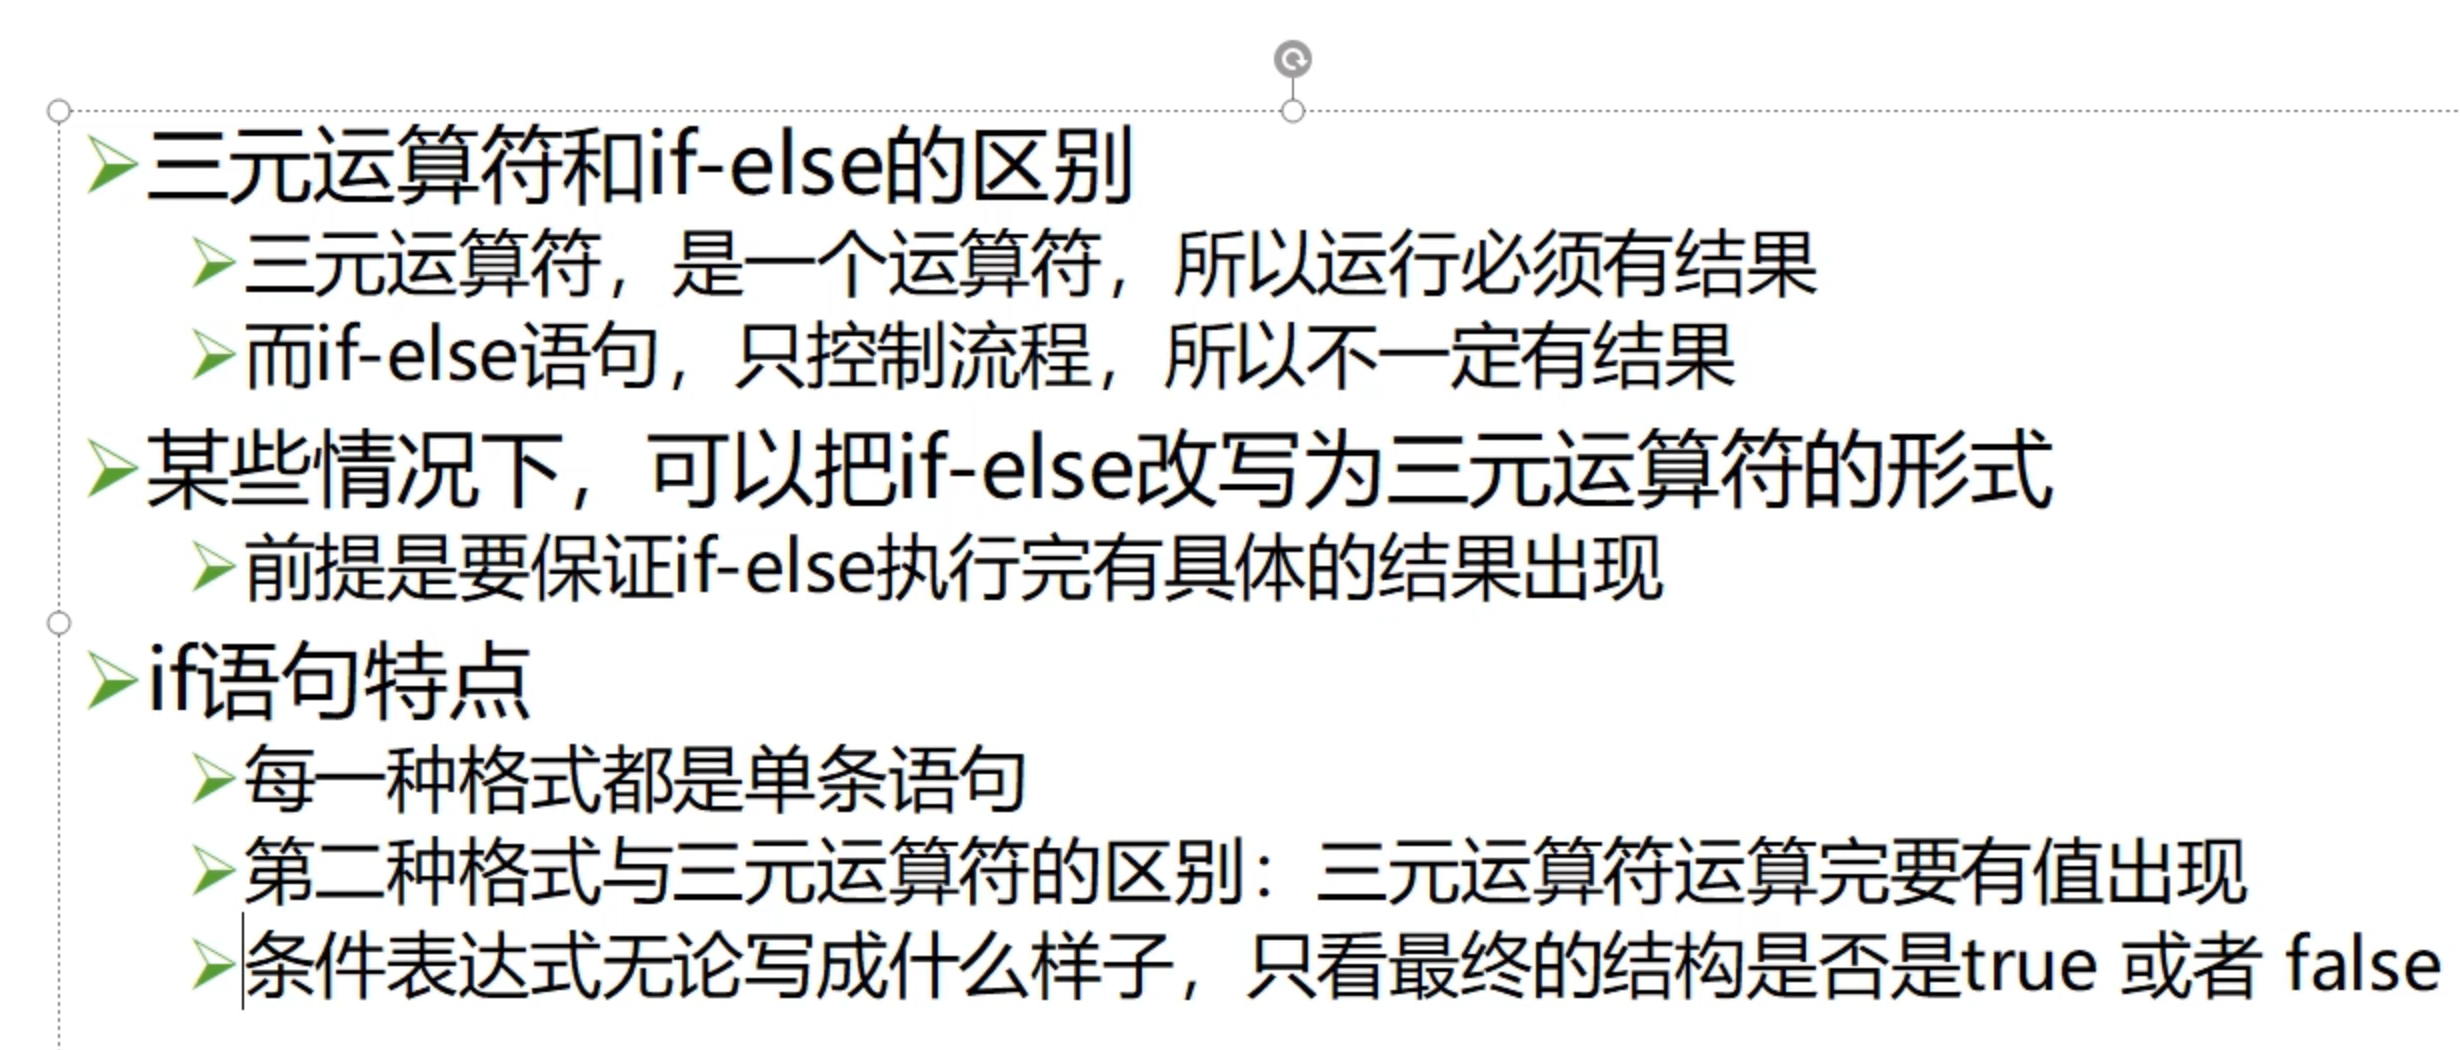 三元运算符和if-else的区别
三元运算符，是一个运算符，所以运行必须有结果
而if-else语句，只控制流程，所以不一定有结果
某些情况下，可以把if-else改写为三元运算符的形式
前提是要保证if-else执行完有具体的结果出现
if语句特点
每一种格式都是单条语句
第二种格式与三元运算符的区别：三元运算符运算完要有值出现
条件表达式无论写成什么样子，只看最终的结构是否是true 或者 false